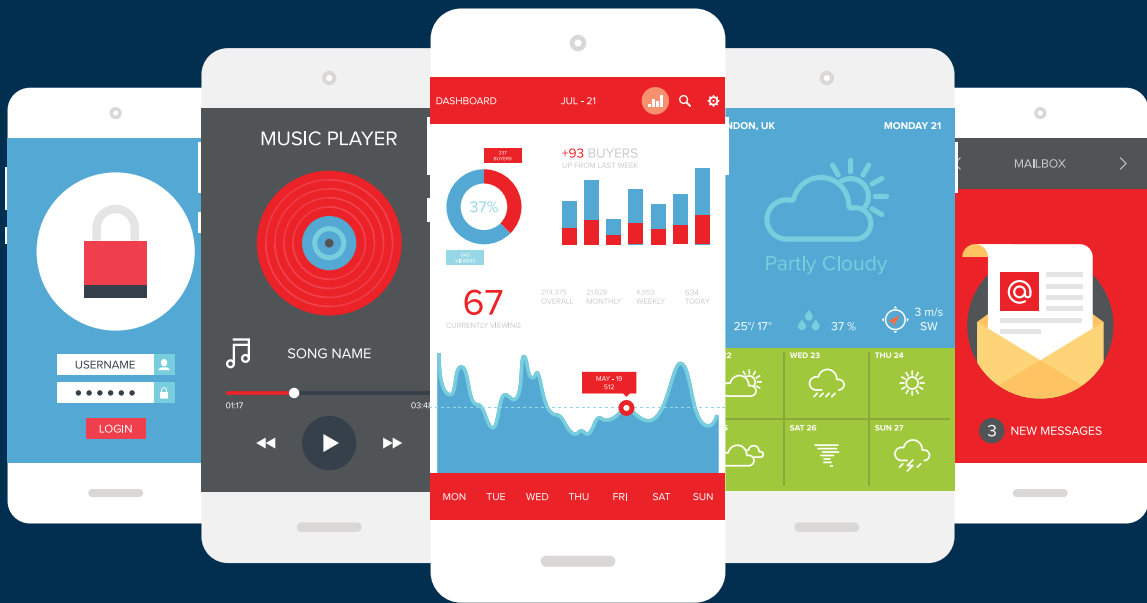 USERNAME
LOGIN
MUSIC PLAYER
SONG NAME
01:17
03:48
DASHBOARD
JUL - 21
237
BUYERS
37%
VIEWERS
+93 BUYERS
UP FROM LAST WEEK
67
CURRENTLY VIEWING
274,375
OVERALL
21,628
MONTHLY
4,953
WEEKLY
534
TODAY
MAY - 19
512
MON TUE WED THU FRI SAT SUN
NDON, UK
MONDAY 21
Partly Cloudy
25°/ 17°
37 %
3 m/s
SW
WED 23
THU 24
SAT 26
SUN 27
MAILBOX
@
3 NEW MESSAGES